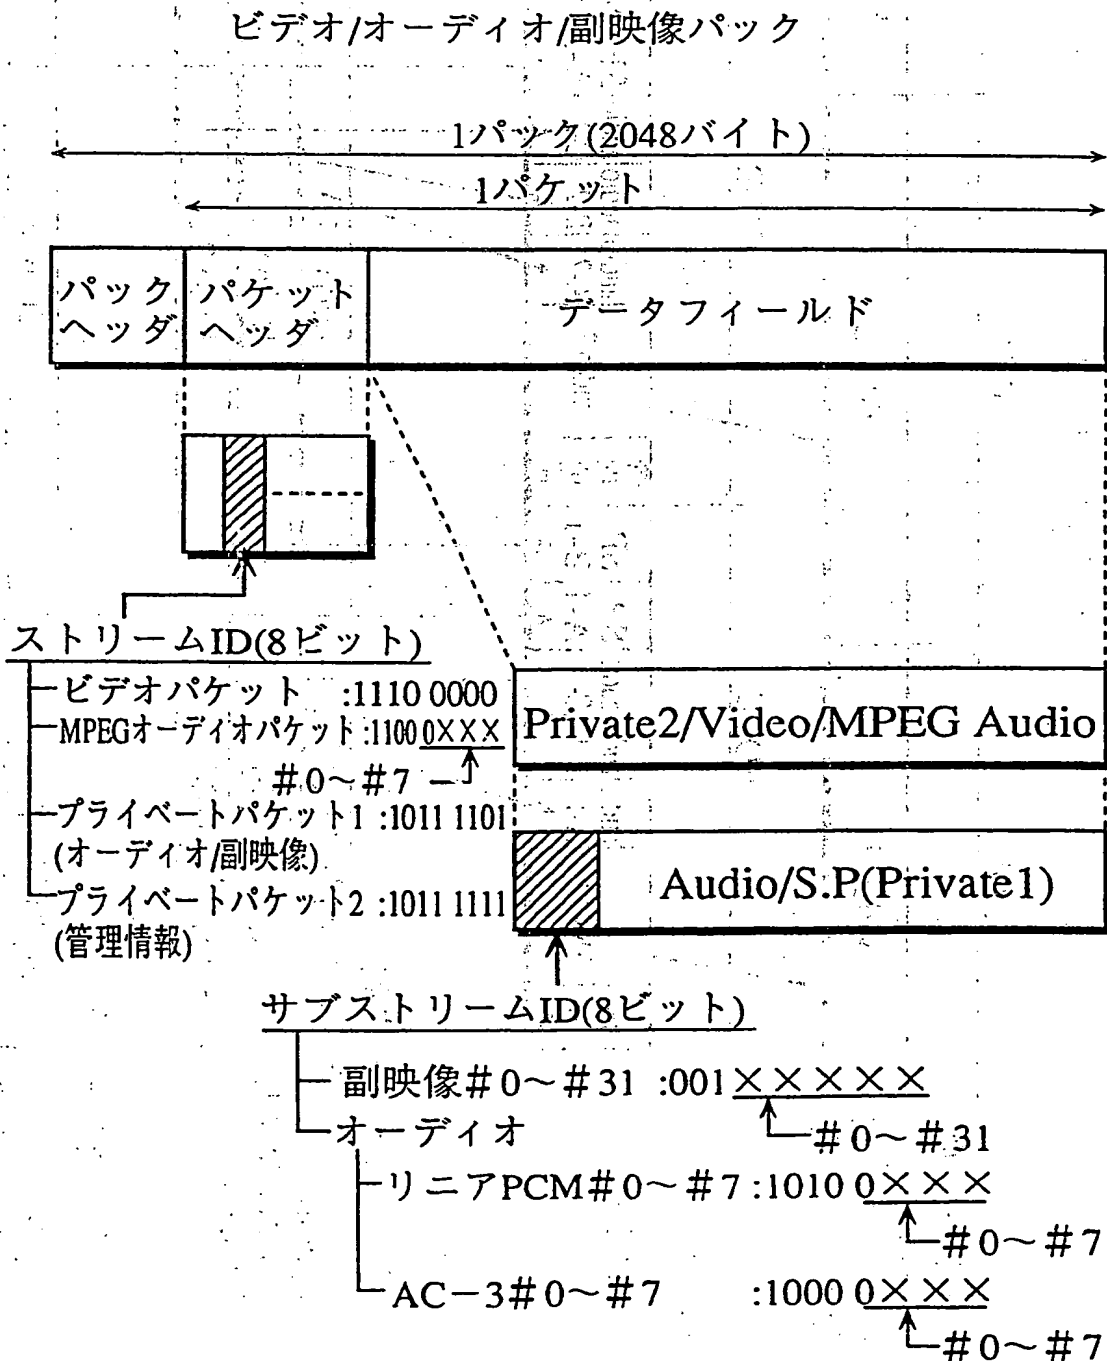 ビデオ/オーディオ/副映像パック
1パック(2048バイト)
1パケット
パック
ヘッダ
パケット
ヘッダ
データフィールド
ストリームID(8ビット)
ビデオパケット :1110 0000
MPEGオーディオパケット:1100 0XXX
#0~#7
プライベートパケット1 :1011 1101
(オーディオ/副映像)
プライベートパケット2 :1011 1111
(管理情報)
Private2/Video/MPEG Audio
Audio/S.P(Private1)
サブストリームID(8ビット)
副映像#0~#31 :001×××××
#0~#31
オーディオ
リニアPCM#0~#7:1010 0×××
#0~#7
AC-3#0~#7 :1000 0×××
#0~#7